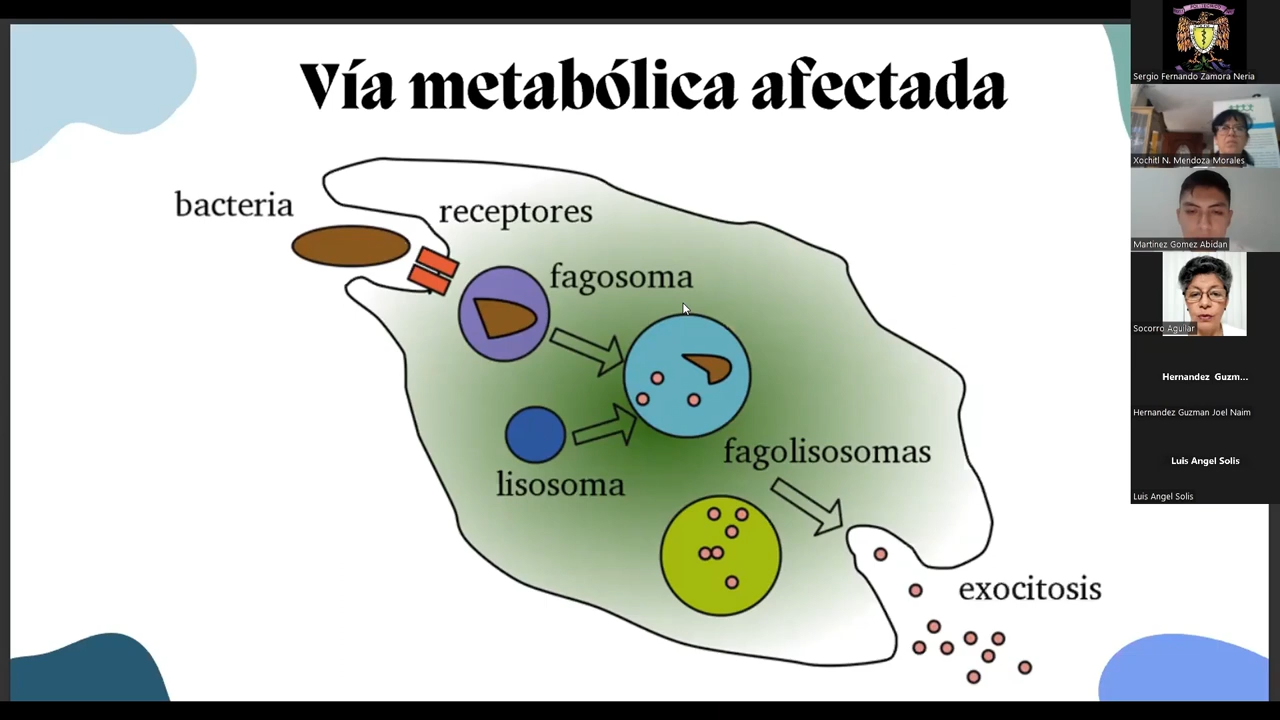 Vía metabólica afectada
bacteria
receptores
fagosoma
lisosoma
fagolisosomas
exocitosis
POLITECNICO
Sergio Fernando Zamora Neria
Xochitl N. Mendoza Morales
Martinez Gomez Abidan
Socorro Aguilar
Hernandez Guzm...
Hernandez Guzman Joel Naim
Luis Angel Solis
Luis Angel Solis